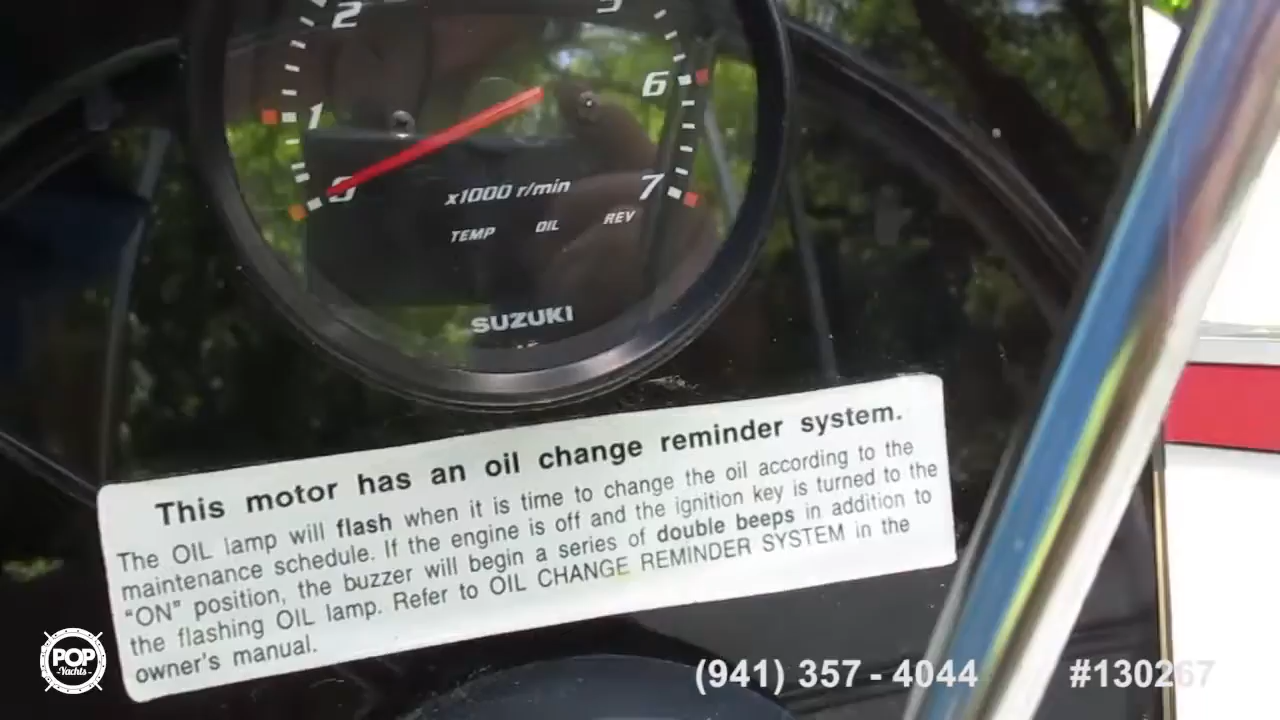 2
5
6
1
0
7
x1000 r/min
TEMP OIL REV
SUZUKI
This motor has an oil change reminder system.
The OIL lamp will flash when it is time to change the oil according to the
maintenance schedule. If the engine is off and the ignition key is turned to the
"ON" position, the buzzer will begin a series of double beeps in addition to
the flashing OIL lamp. Refer to OIL CHANGE REMINDER SYSTEM in the
owner's manual.
POP
-Yachts-
(941) 357 - 4044 #130267